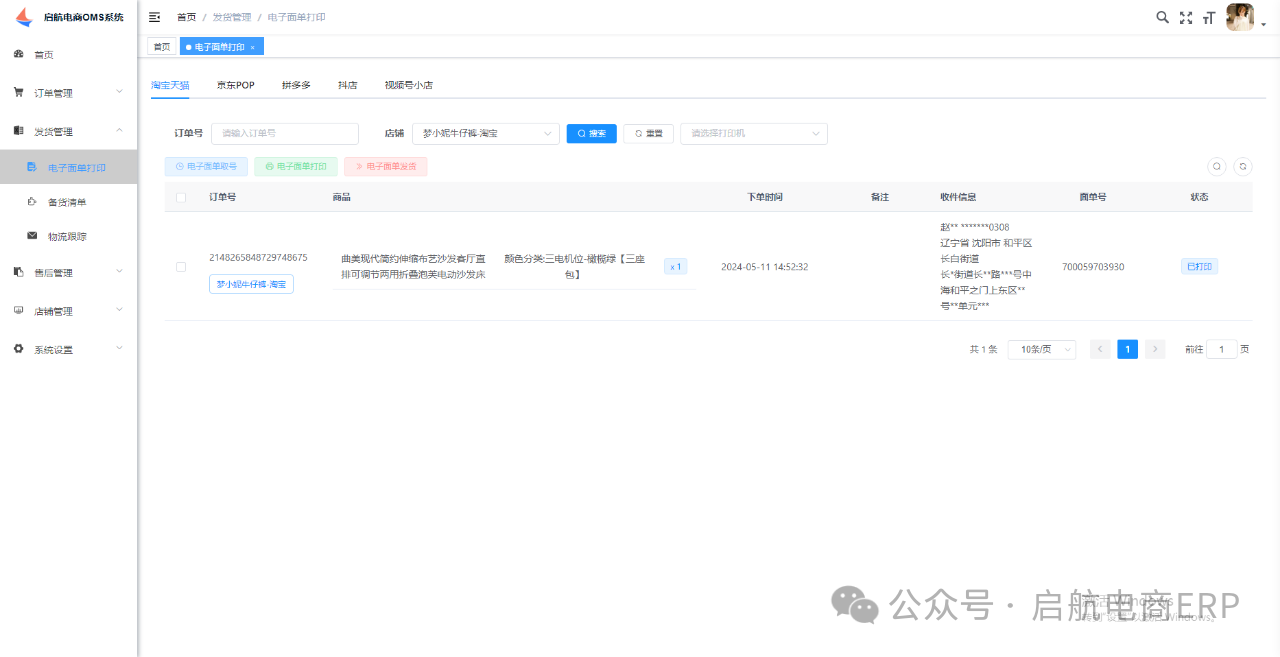 启航电商OMS系统
首页 / 发货管理 / 电子面单打印
首页
电子面单打印 ×
首页
订单管理
发货管理
电子面单打印
备货清单
物流跟踪
售后管理
店铺管理
系统设置
淘宝天猫 京东POP 拼多多 抖店 视频号小店
订单号 请输入订单号 店铺 梦小妮牛仔裤-淘宝 搜索 重置 请选择打印机
电子面单取号 电子面单打印 电子面单发货
订单号 商品 下单时间 备注 收件信息 面单号 状态
2148265848729748675
梦小妮牛仔裤-淘宝
曲美现代简约伸缩布艺沙发客厅直
排可调节两用折叠泡芙电动沙发床
颜色分类:三电机位-橄榄绿【三座
包】
x 1
2024-05-11 14:52:32
赵** *******0308
辽宁省 沈阳市 和平区
长白街道
长*街道长**路***号中
海和平之门上东区**
号**单元***
700059703930
已打印
共 1 条 10条/页 1 前往 1 页
公众号 · 启航电商ERP
激活 Windows
转到"设置"以激活 Windows。